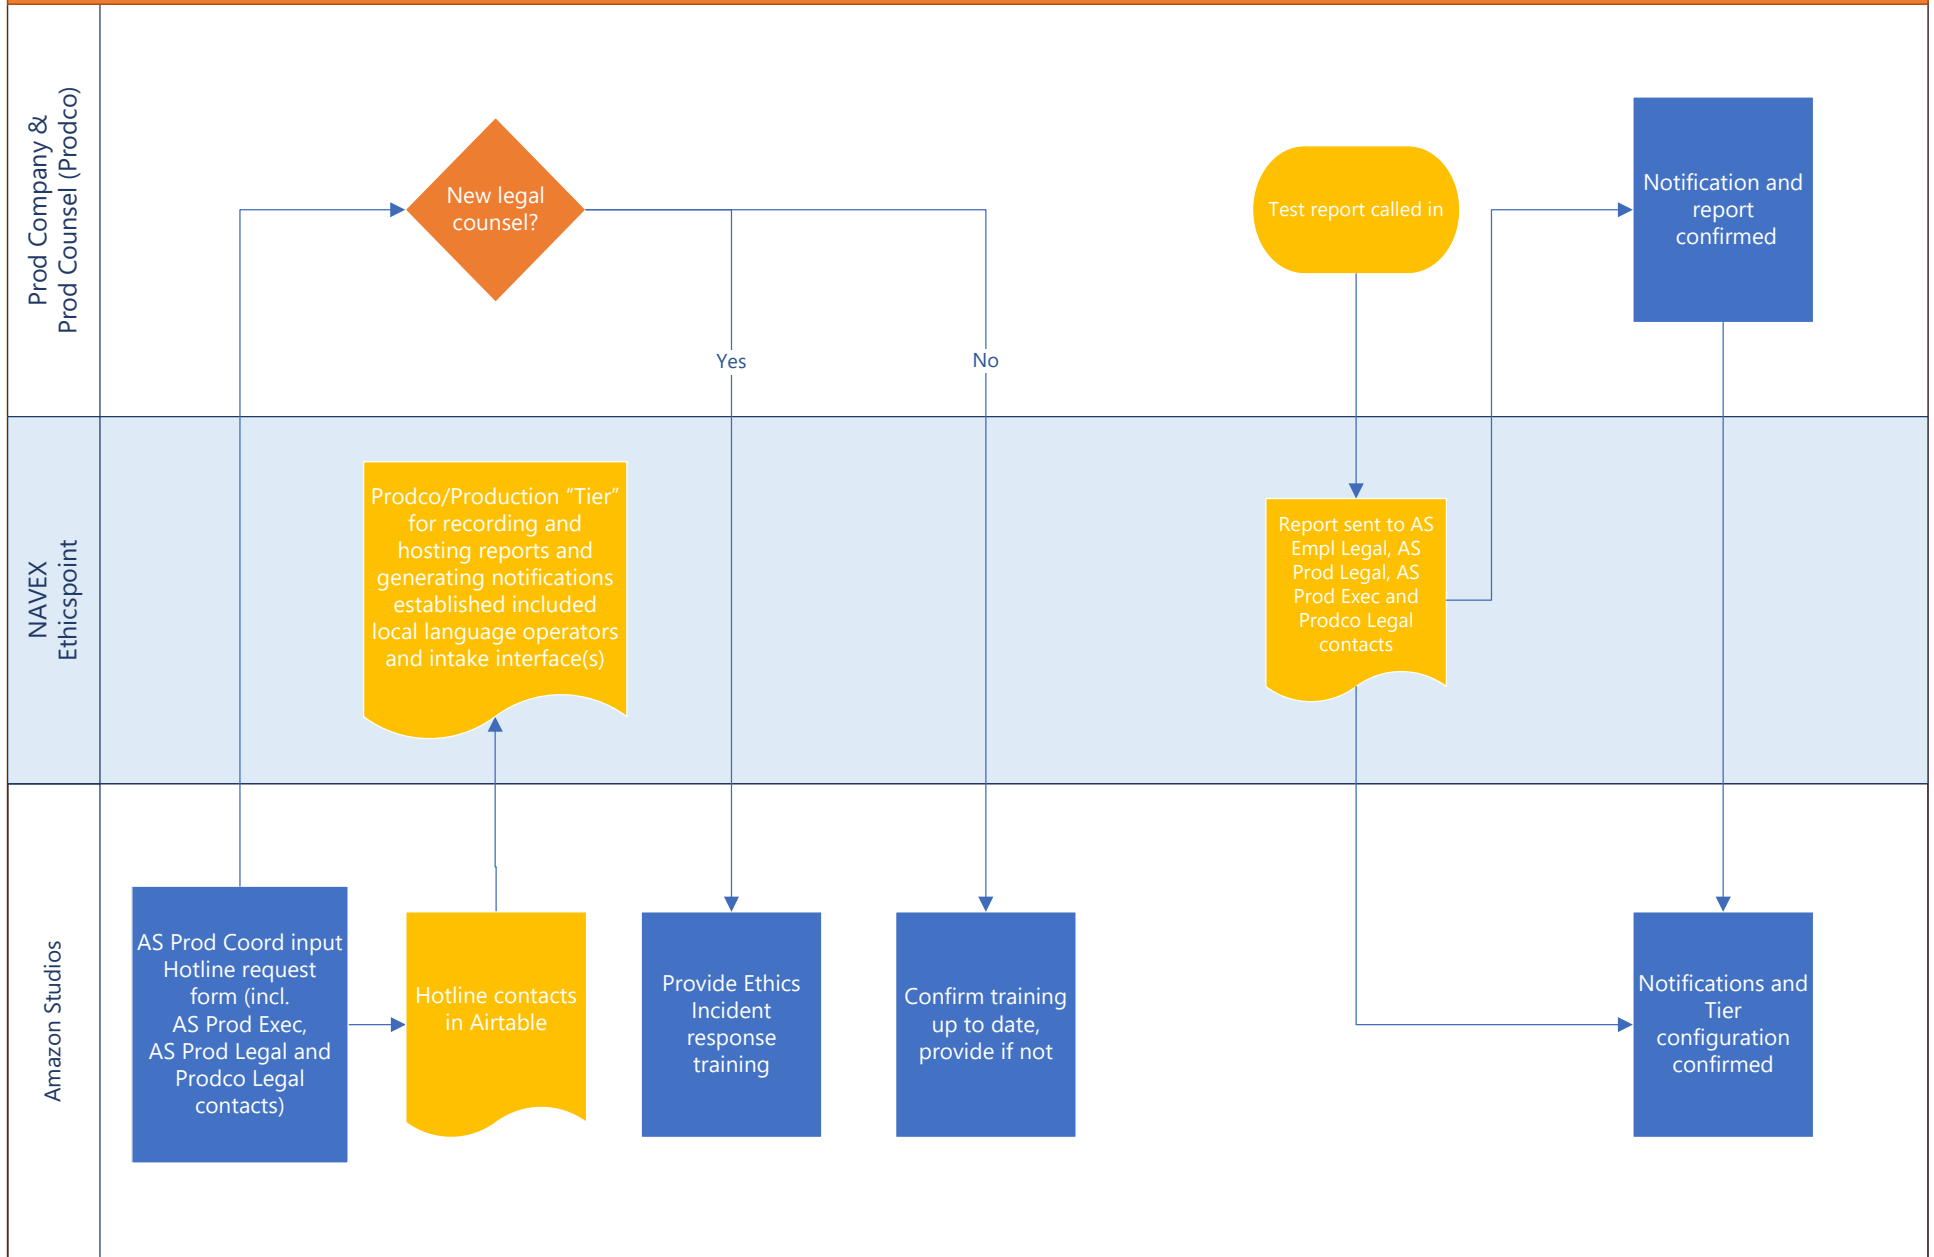 Prod Company &
Prod Counsel (Prodco)
New legal
counsel?
Yes
No
Test report called in
Notification and
report
confirmed
NAVEX
Ethicspoint
Prodco/Production “Tier”
for recording and
hosting reports and
generating notifications
established included
local language operators
and intake interface(s)
Report sent to AS
Empl Legal, AS
Prod Legal, AS
Prod Exec and
Prodco Legal
contacts
Amazon Studios
AS Prod Coord input
Hotline request
form (incl.
AS Prod Exec,
AS Prod Legal and
Prodco Legal
contacts)
Hotline contacts
in Airtable
Provide Ethics
Incident
response
training
Confirm training
up to date,
provide if not
Notifications and
Tier
configuration
confirmed